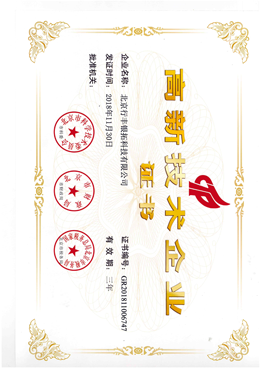 高新技术企业
证书
企业名称：北京行丰银拓科技有限公司
证书编号：GR201811006747
发证时间：2018年11月30日
有效期：三年
批准机关：
北京市科学技术委员会
北京市财政局
国家税务总局北京市税务局